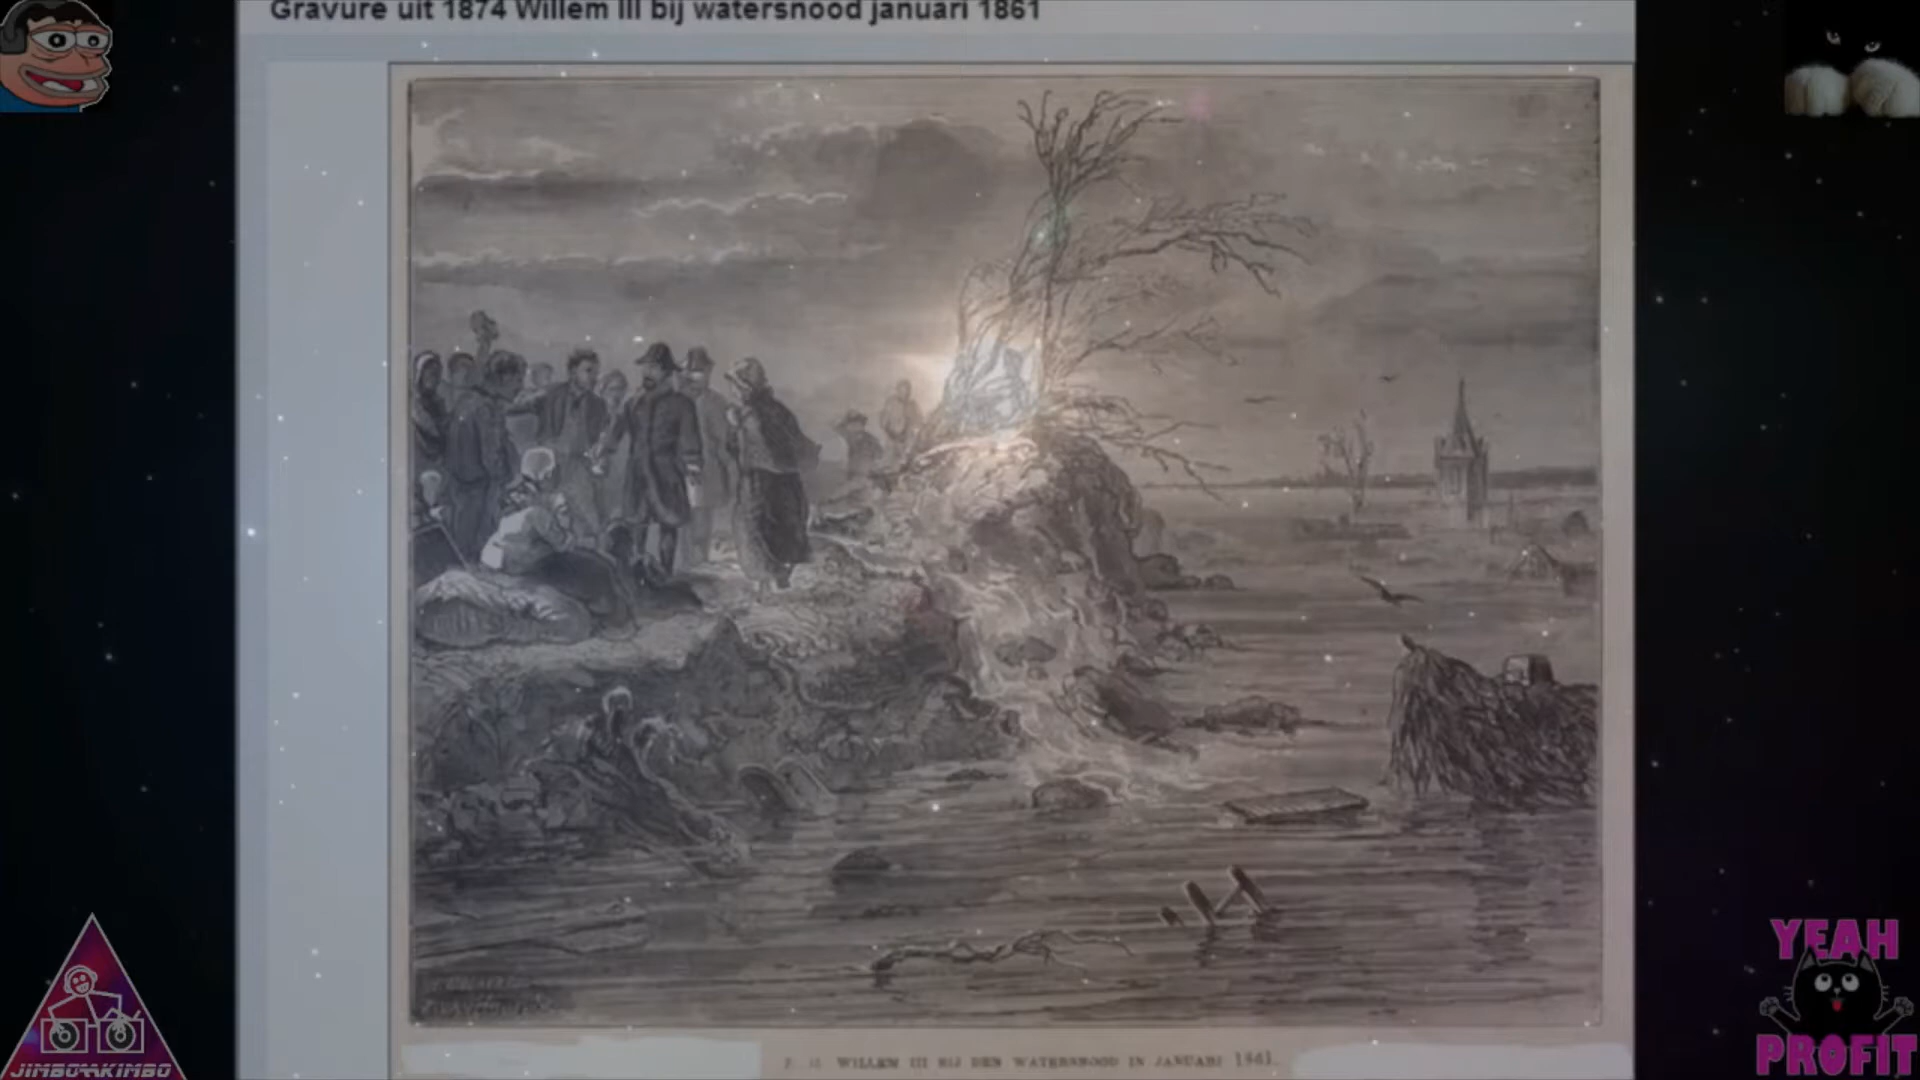 Gravure uit 1874 Willem III bij watersnood januari 1861
WILLEM III BIJ DEN WATERSNOOD IN JANUARI 1861.
JIMBOAKIMBO
YEAH
PROFIT